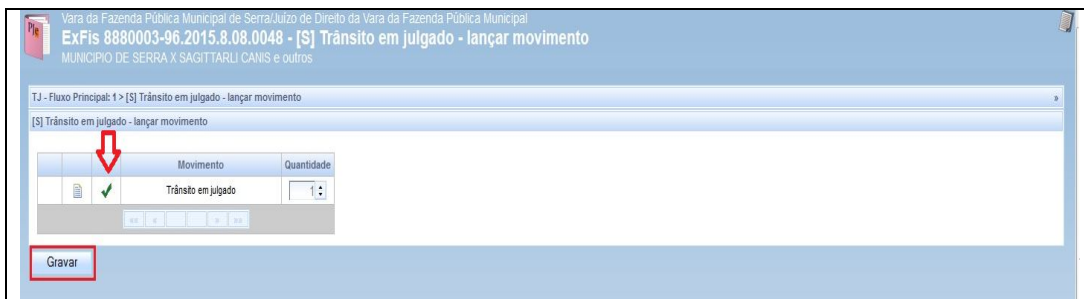 Vara da Fazenda Pública Municipal de Serra/Juízo de Direito da Vara da Fazenda Pública Municipal
PJe
ExFis 8880003-96.2015.8.08.0048 - [S] Trânsito em julgado - lançar movimento
MUNICIPIO DE SERRA X SAGITTARLI CANIS e outros
TJ - Fluxo Principal: 1 > [S] Trânsito em julgado - lançar movimento »
[S] Trânsito em julgado - lançar movimento
Movimento Quantidade
Trânsito em julgado 1
«« « » »»
Gravar